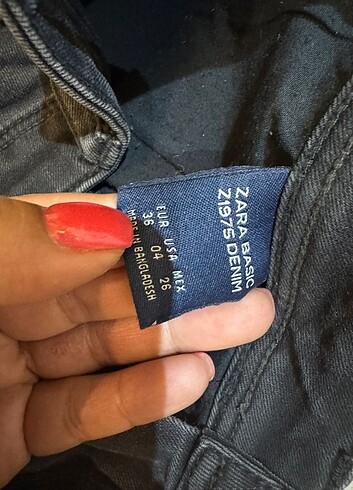 ZARA BASIC
Z1975 DENIM
EUR USA MEX
36 04 26
MADE IN BANGLADESH